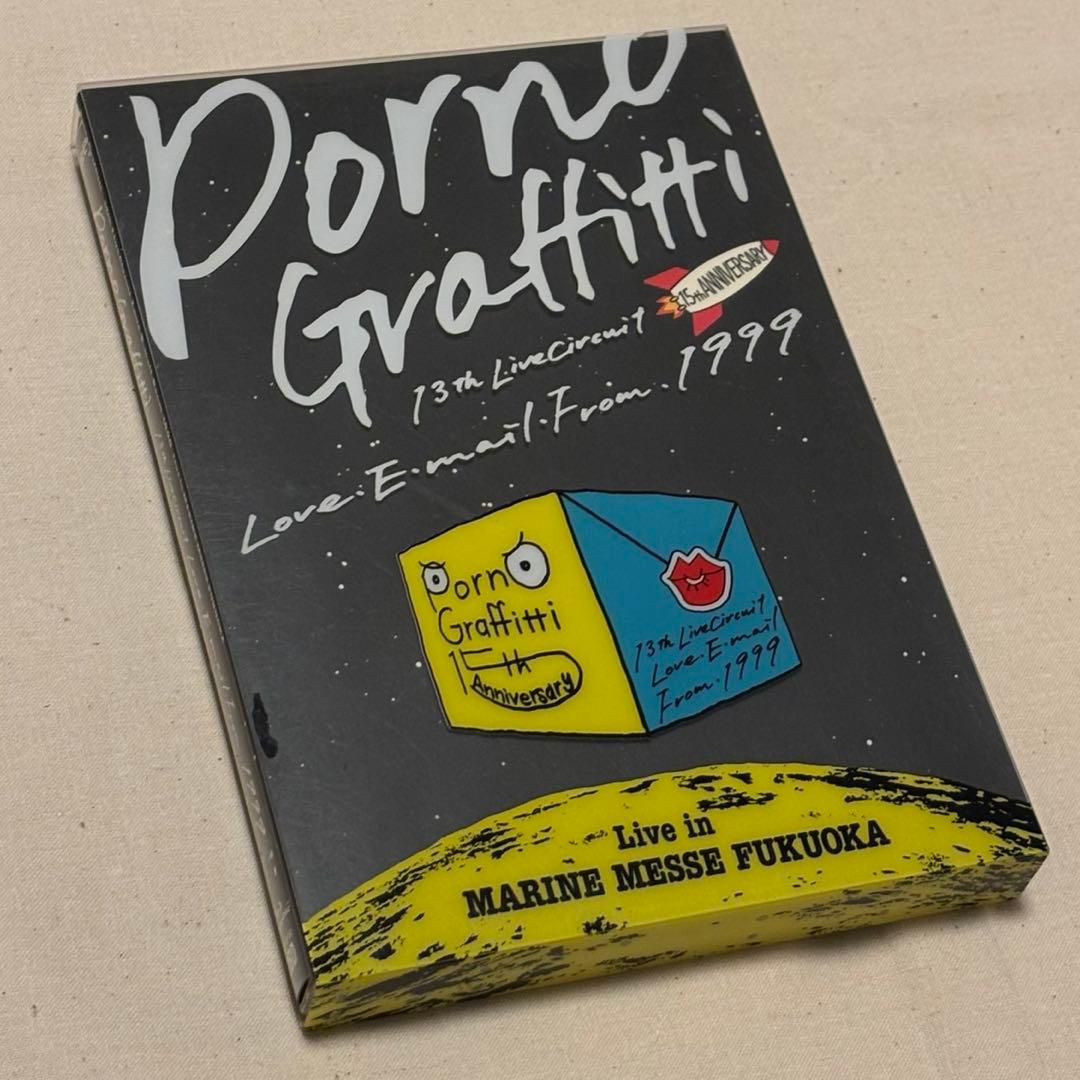 Porno
Graffitti
15th ANNIVERSARY
13th LiveCircuit
Love.E-mail.From.1999
Porno
Graffitti
15th
Anniversary
13th LiveCircuit
Love.E-mail
From.1999
Live in
MARINE MESSE FUKUOKA